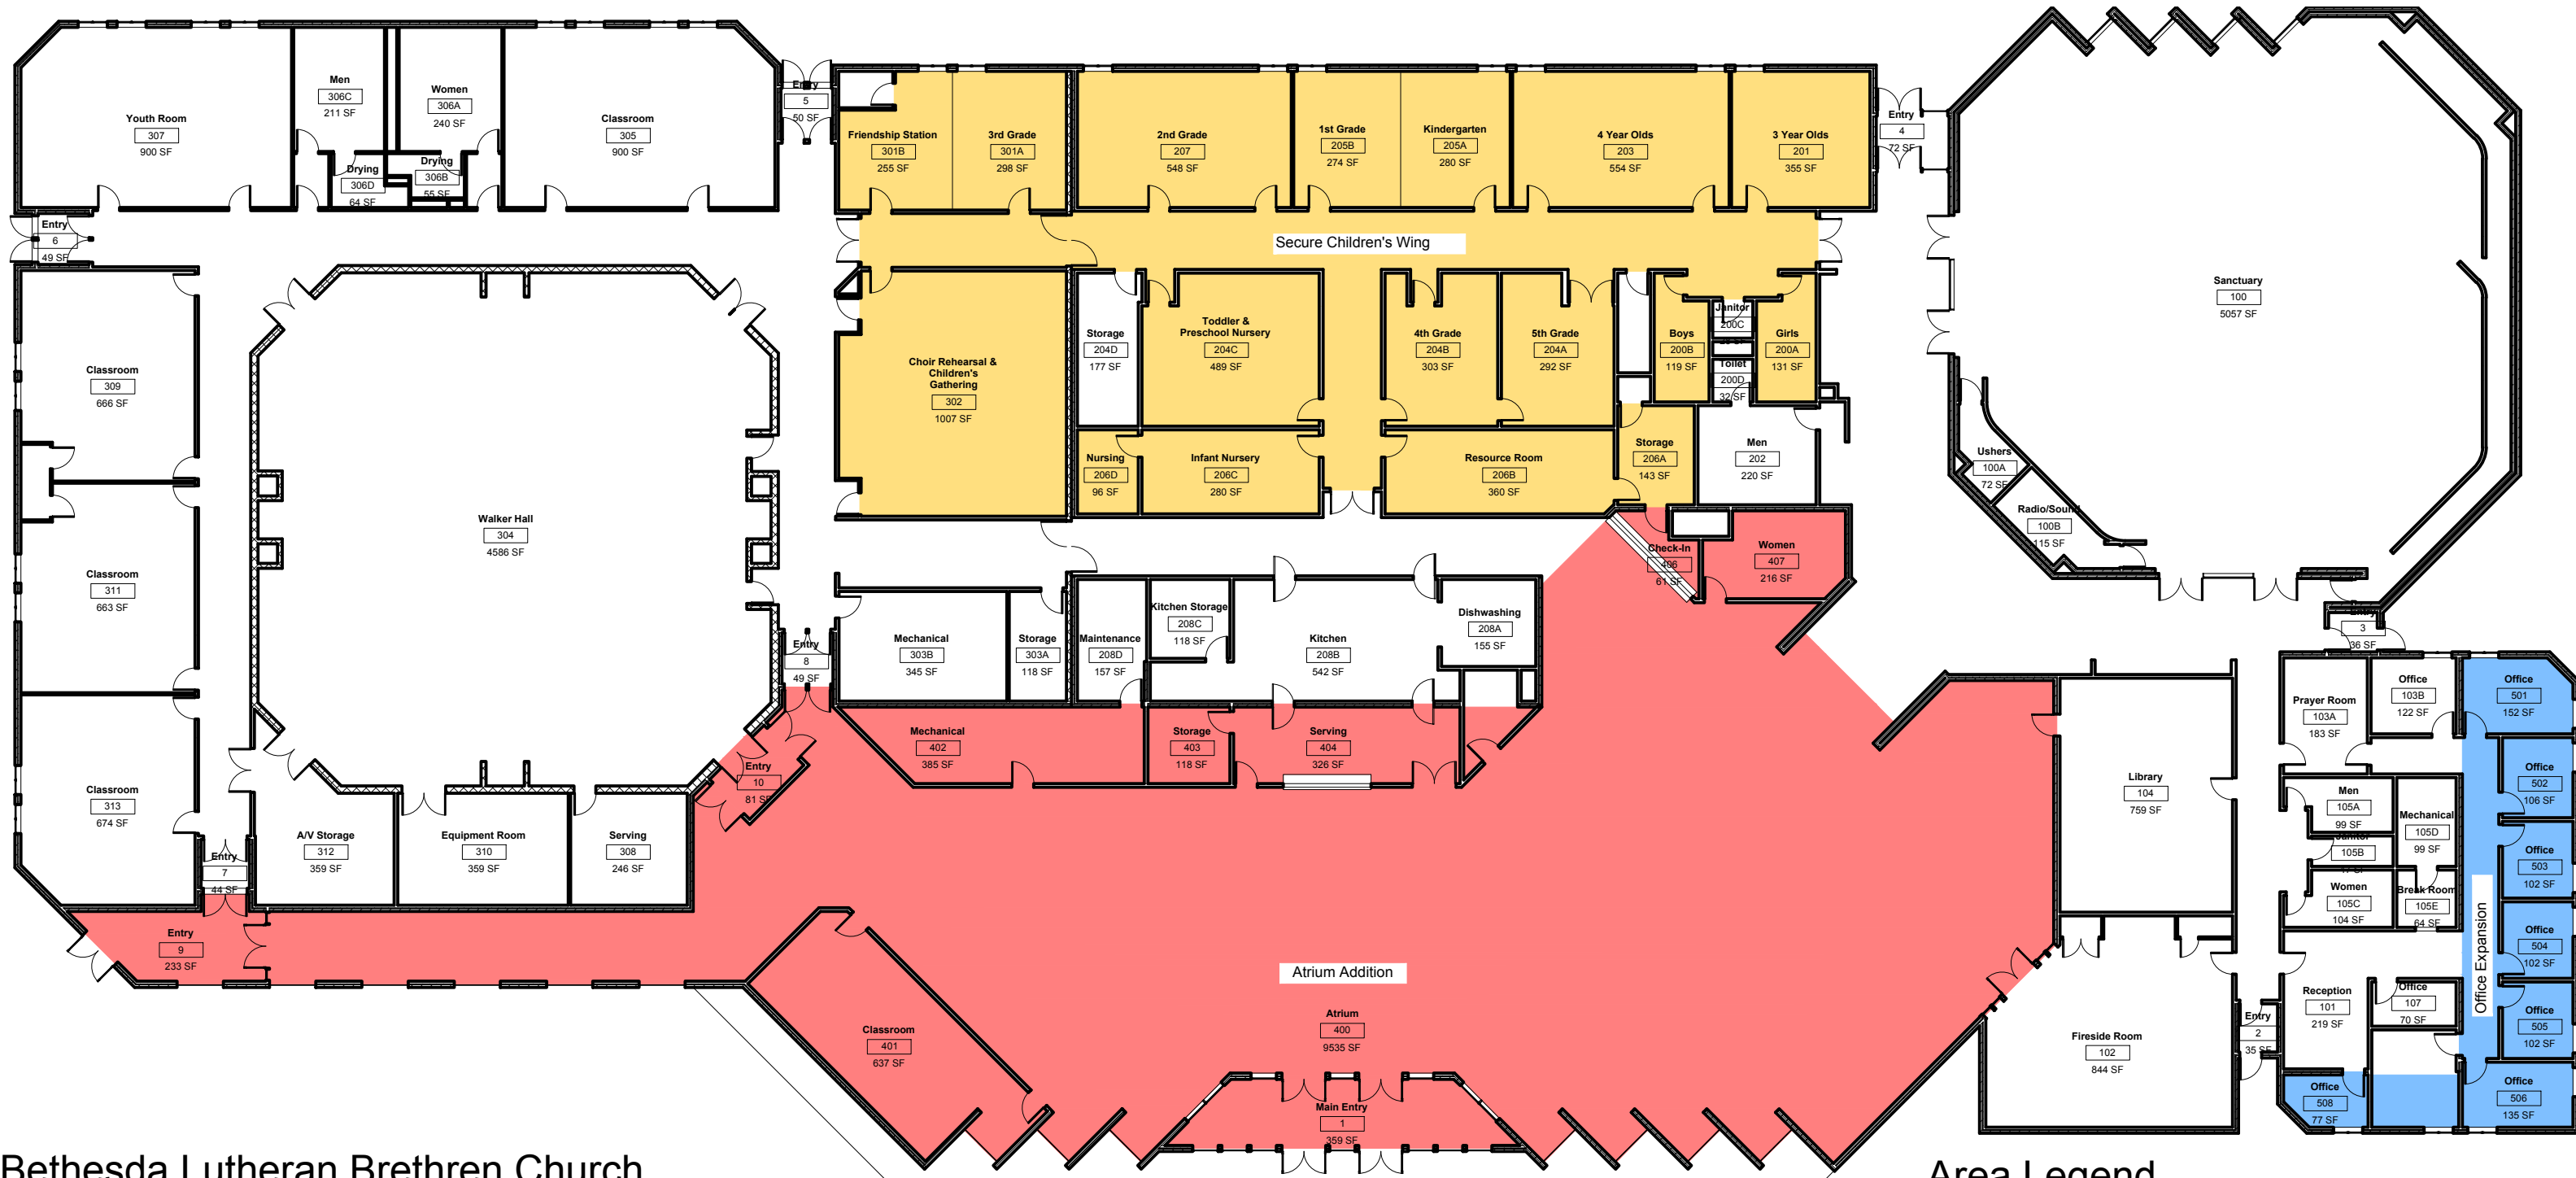 Youth Room
307
900 SF
Men
306C
211 SF
Women
306A
240 SF
Drying
306D
64 SF
Drying
306B
55 SF
Classroom
305
900 SF
Entry
5
50 SF
Friendship Station
301B
255 SF
3rd Grade
301A
298 SF
2nd Grade
207
548 SF
1st Grade
205B
274 SF
Kindergarten
205A
280 SF
4 Year Olds
203
554 SF
3 Year Olds
201
355 SF
Entry
4
72 SF
Sanctuary
100
5057 SF
Entry
6
49 SF
Secure Children's Wing
Classroom
309
666 SF
Walker Hall
304
4586 SF
Choir Rehearsal &
Children's
Gathering
302
1007 SF
Storage
204D
177 SF
Toddler &
Preschool Nursery
204C
489 SF
4th Grade
204B
303 SF
5th Grade
204A
292 SF
Boys
200B
119 SF
Janitor
200C
Toilet
200D
32 SF
Girls
200A
131 SF
Nursing
206D
96 SF
Infant Nursery
206C
280 SF
Resource Room
206B
360 SF
Storage
206A
143 SF
Men
202
220 SF
Ushers
100A
72 SF
Radio/Sound
100B
115 SF
Classroom
311
663 SF
Check-In
406
61 SF
Women
407
216 SF
Entry
8
49 SF
Mechanical
303B
345 SF
Storage
303A
118 SF
Maintenance
208D
157 SF
Kitchen Storage
208C
118 SF
Kitchen
208B
542 SF
Dishwashing
208A
155 SF
3
36 SF
Classroom
313
674 SF
Entry
10
81 SF
Mechanical
402
385 SF
Storage
403
118 SF
Serving
404
326 SF
Library
104
759 SF
Prayer Room
103A
183 SF
Office
103B
122 SF
Office
501
152 SF
Men
105A
99 SF
Janitor
105B
17 SF
Women
105C
104 SF
Mechanical
105D
99 SF
Break Room
105E
64 SF
Office
502
106 SF
Office
503
102 SF
Office
504
102 SF
Office
505
102 SF
Office
506
135 SF
Office Expansion
Entry
7
44 SF
A/V Storage
312
359 SF
Equipment Room
310
359 SF
Serving
308
246 SF
Entry
9
233 SF
Atrium Addition
Classroom
401
637 SF
Atrium
400
9535 SF
Main Entry
1
359 SF
Fireside Room
102
844 SF
Entry
2
35 SF
Reception
101
219 SF
Office
107
70 SF
Office
508
77 SF
Bethesda Lutheran Brethren Church
Area Legend